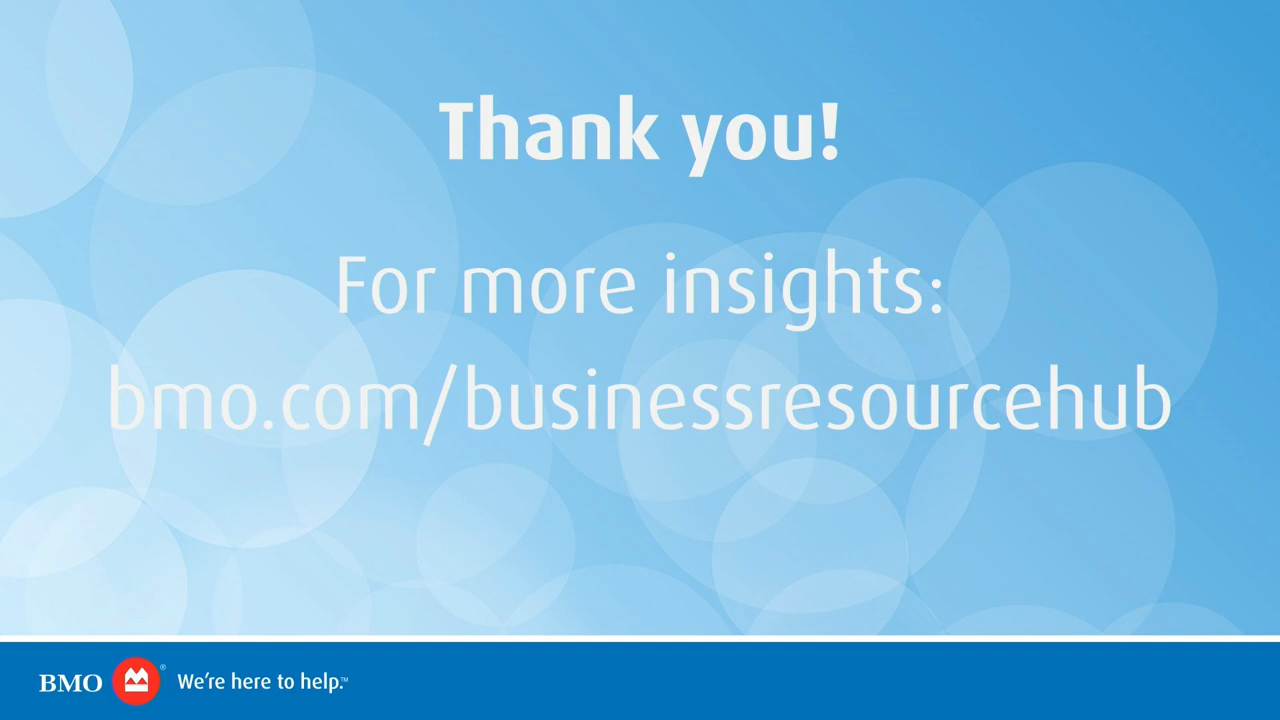 Thank you!
For more insights:
bmo.com/businessresourcehub
BMO ® We're here to help.™